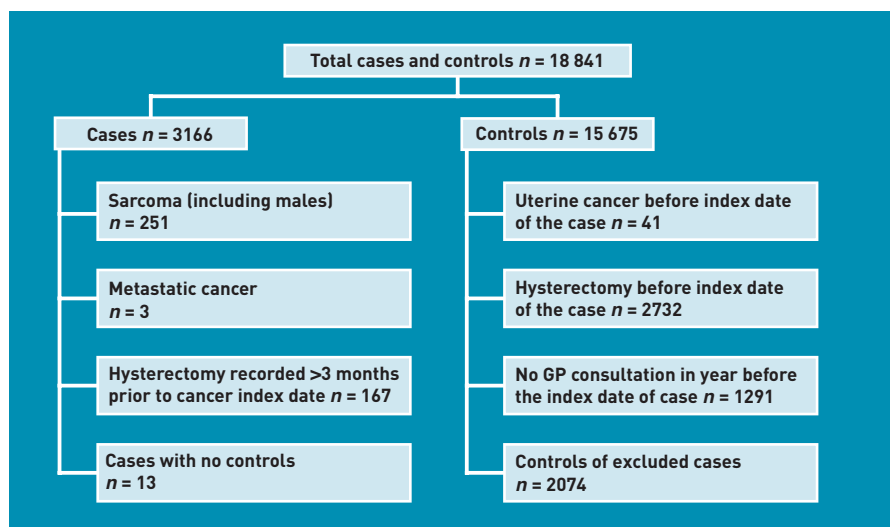 Total cases and controls n = 18 841
Cases n = 3166
Controls n = 15 675
Sarcoma (including males)
n = 251
Metastatic cancer
n = 3
Hysterectomy recorded >3 months
prior to cancer index date n = 167
Cases with no controls
n = 13
Uterine cancer before index date
of the case n = 41
Hysterectomy before index date
of the case n = 2732
No GP consultation in year before
the index date of case n = 1291
Controls of excluded cases
n = 2074